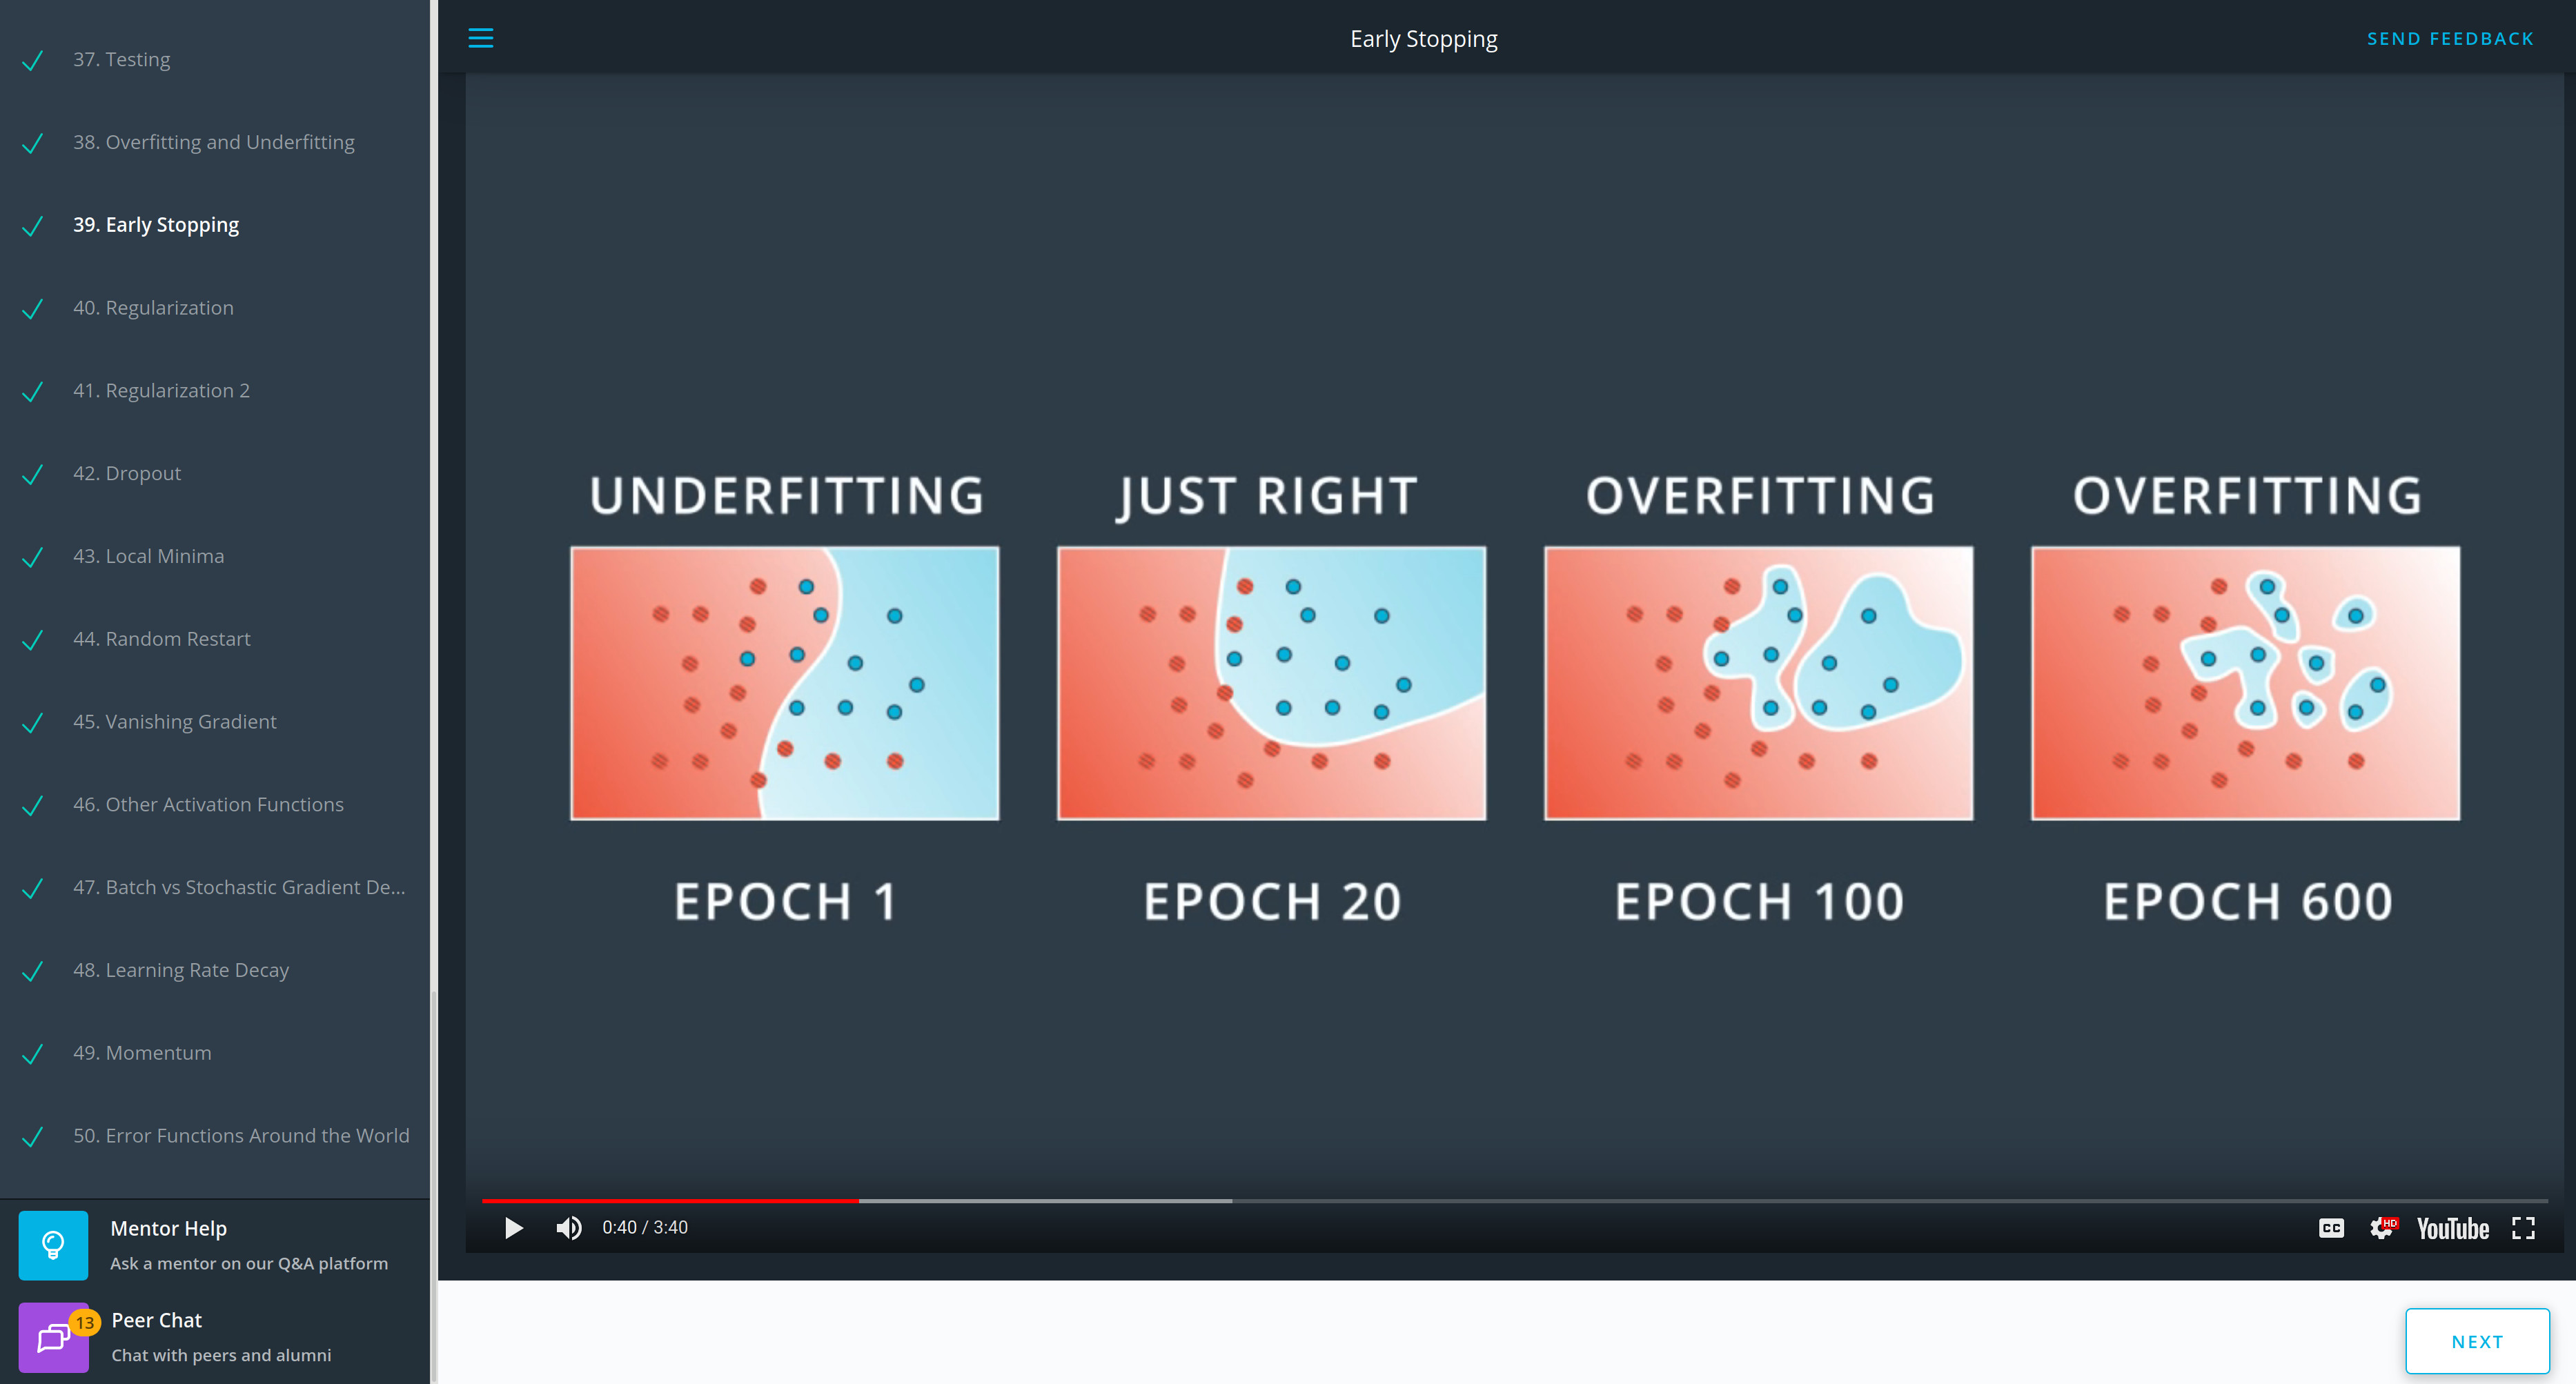 37. Testing
38. Overfitting and Underfitting
39. Early Stopping
40. Regularization
41. Regularization 2
42. Dropout
43. Local Minima
44. Random Restart
45. Vanishing Gradient
46. Other Activation Functions
47. Batch vs Stochastic Gradient De...
48. Learning Rate Decay
49. Momentum
50. Error Functions Around the World
Mentor Help
Ask a mentor on our Q&A platform
13
Peer Chat
Chat with peers and alumni
Early Stopping
SEND FEEDBACK
UNDERFITTING JUST RIGHT OVERFITTING OVERFITTING
EPOCH 1 EPOCH 20 EPOCH 100 EPOCH 600
0:40 / 3:40
CC HD YouTube
NEXT